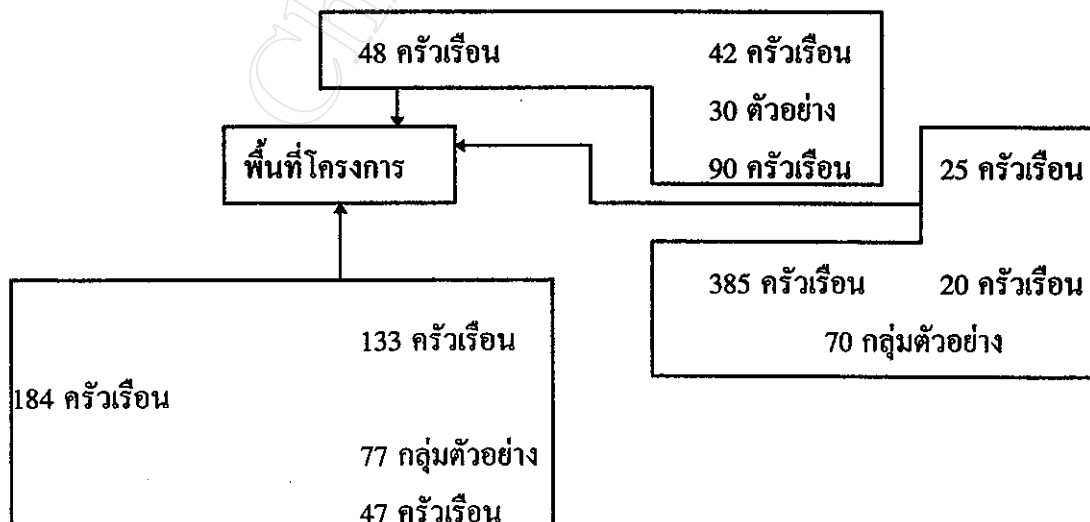 48 ครัวเรือน 42 ครัวเรือน
30 ตัวอย่าง
พื้นที่โครงการ 90 ครัวเรือน 25 ครัวเรือน
385 ครัวเรือน 20 ครัวเรือน
133 ครัวเรือน 70 กลุ่มตัวอย่าง
184 ครัวเรือน
77 กลุ่มตัวอย่าง
47 ครัวเรือน